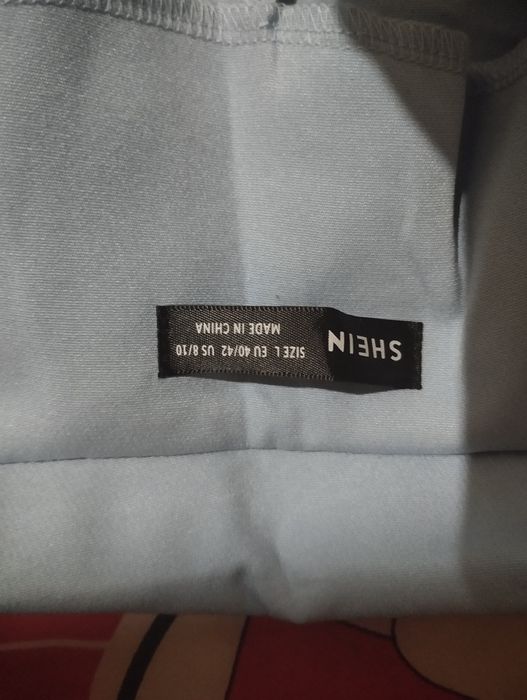 SHEIN
SIZE L EU 40/42 US 8/10
MADE IN CHINA